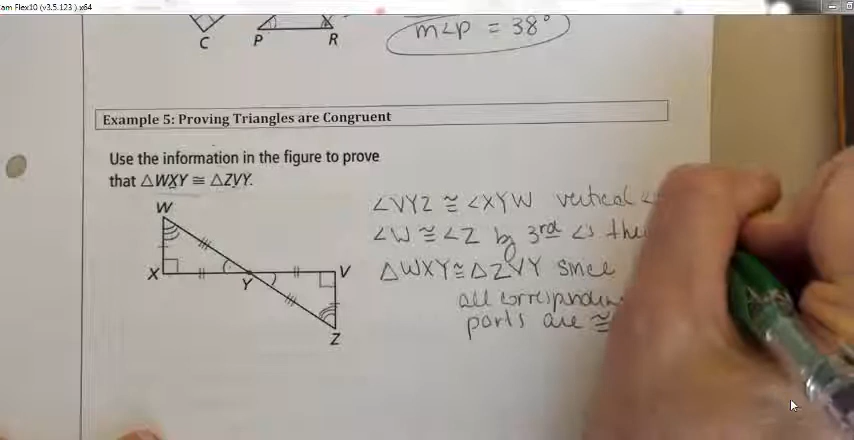 am Flex10 (v3.5.123 ).x64
C P R
m∠P = 38°
Example 5: Proving Triangles are Congruent
Use the information in the figure to prove
that △WXY ≅ △ZVY.
W
X
Y
V
Z
∠VYZ ≅ ∠XYW vertical ∠
∠W ≅ ∠Z by 3rd ∠s
△WXY ≅ △ZVY since
all
parts are ≅